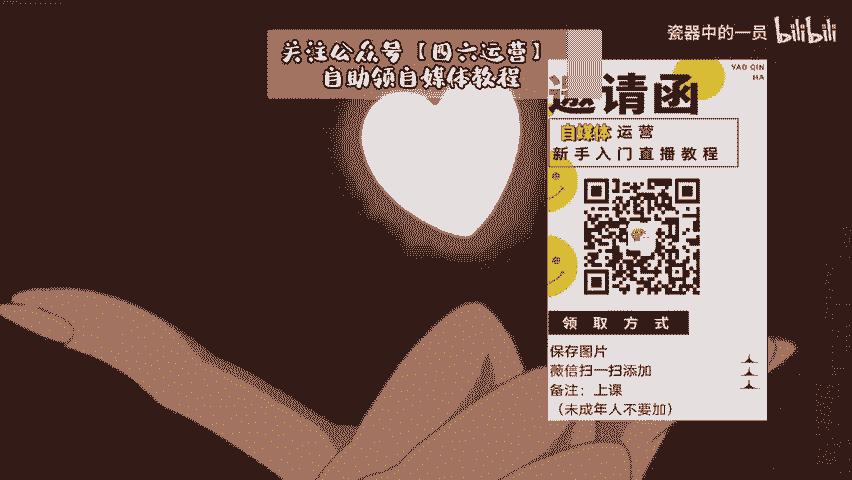 瓷器中的一员 bilibili
关注公众号【四六运营】
自助领自媒体教程
YAO QIN
HA
邀请函
自媒体运营
新手入门直播教程
领取方式
保存图片
薇信扫一扫添加
备注：上课
（未成年人不要加）